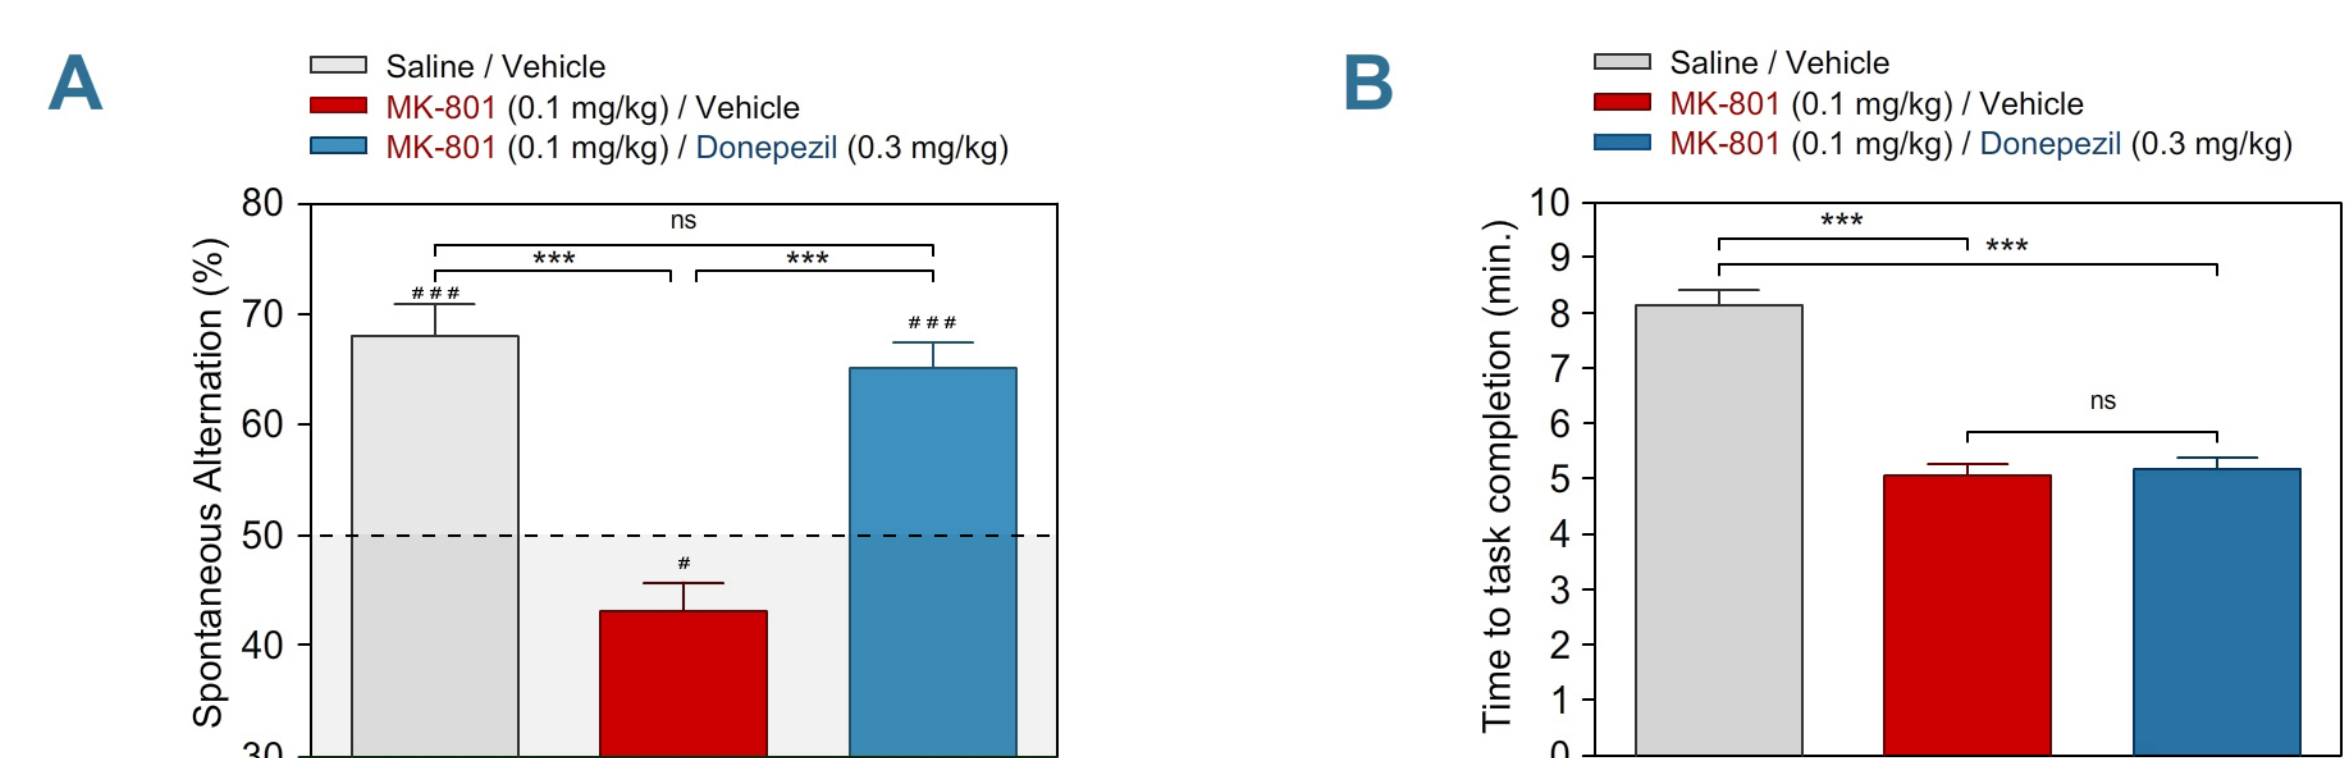 A
Saline / Vehicle
MK-801 (0.1 mg/kg) / Vehicle
MK-801 (0.1 mg/kg) / Donepezil (0.3 mg/kg)
Spontaneous Alternation (%)
80
70
60
50
40
30
ns
***
***
###
###
#
B
Saline / Vehicle
MK-801 (0.1 mg/kg) / Vehicle
MK-801 (0.1 mg/kg) / Donepezil (0.3 mg/kg)
Time to task completion (min.)
10
9
8
7
6
5
4
3
2
1
0
***
***
ns